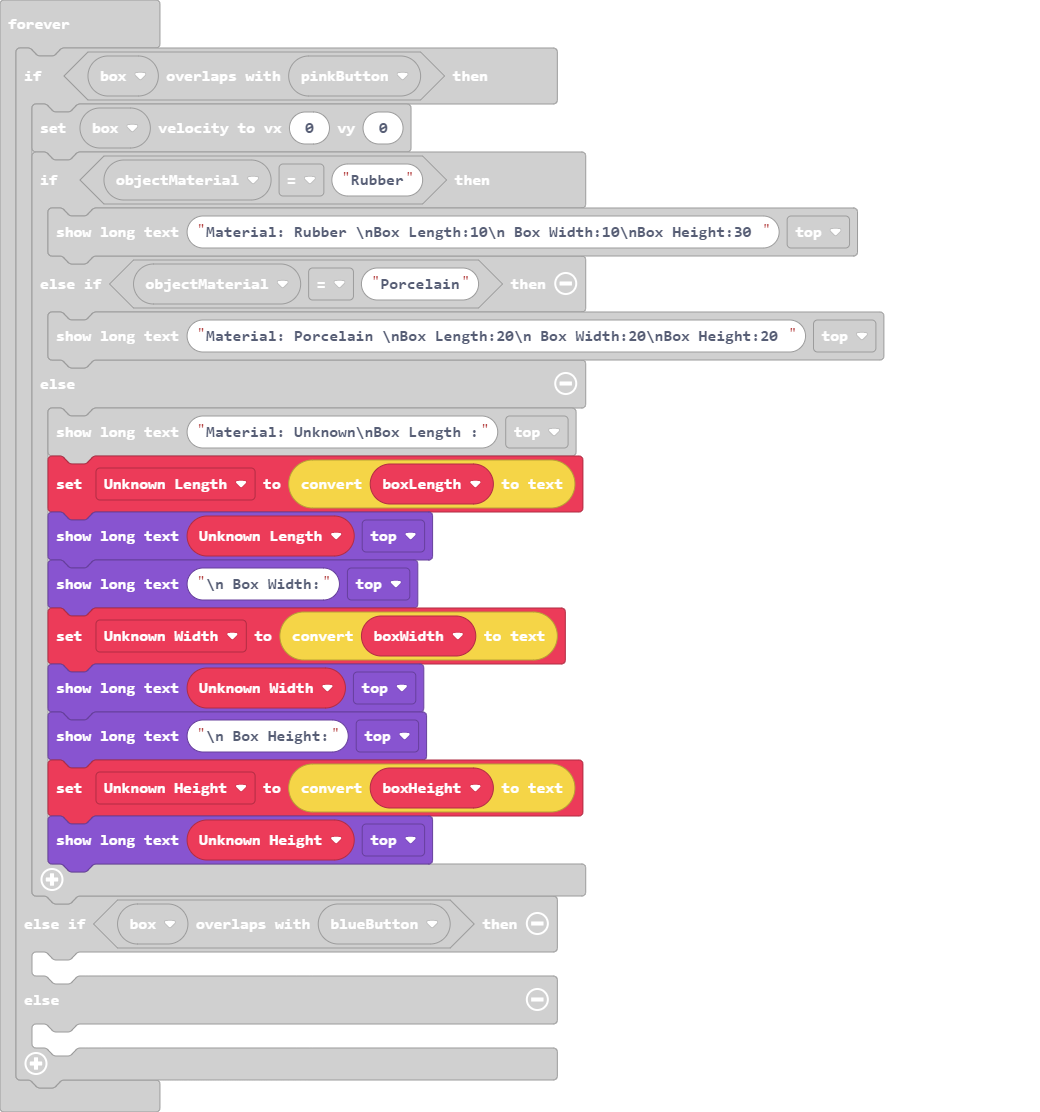 forever
if box overlaps with pinkButton then
set box velocity to vx 0 vy 0
if objectMaterial = "Rubber" then
show long text "Material: Rubber \nBox Length:10\n Box Width:10\nBox Height:30 " top
else if objectMaterial = "Porcelain" then
show long text "Material: Porcelain \nBox Length:20\n Box Width:20\nBox Height:20 " top
else
show long text "Material: Unknown\nBox Length :" top
set Unknown Length to convert boxLength to text
show long text Unknown Length top
show long text "\n Box Width:" top
set Unknown Width to convert boxWidth to text
show long text Unknown Width top
show long text "\n Box Height:" top
set Unknown Height to convert boxHeight to text
show long text Unknown Height top
else if box overlaps with blueButton then
else